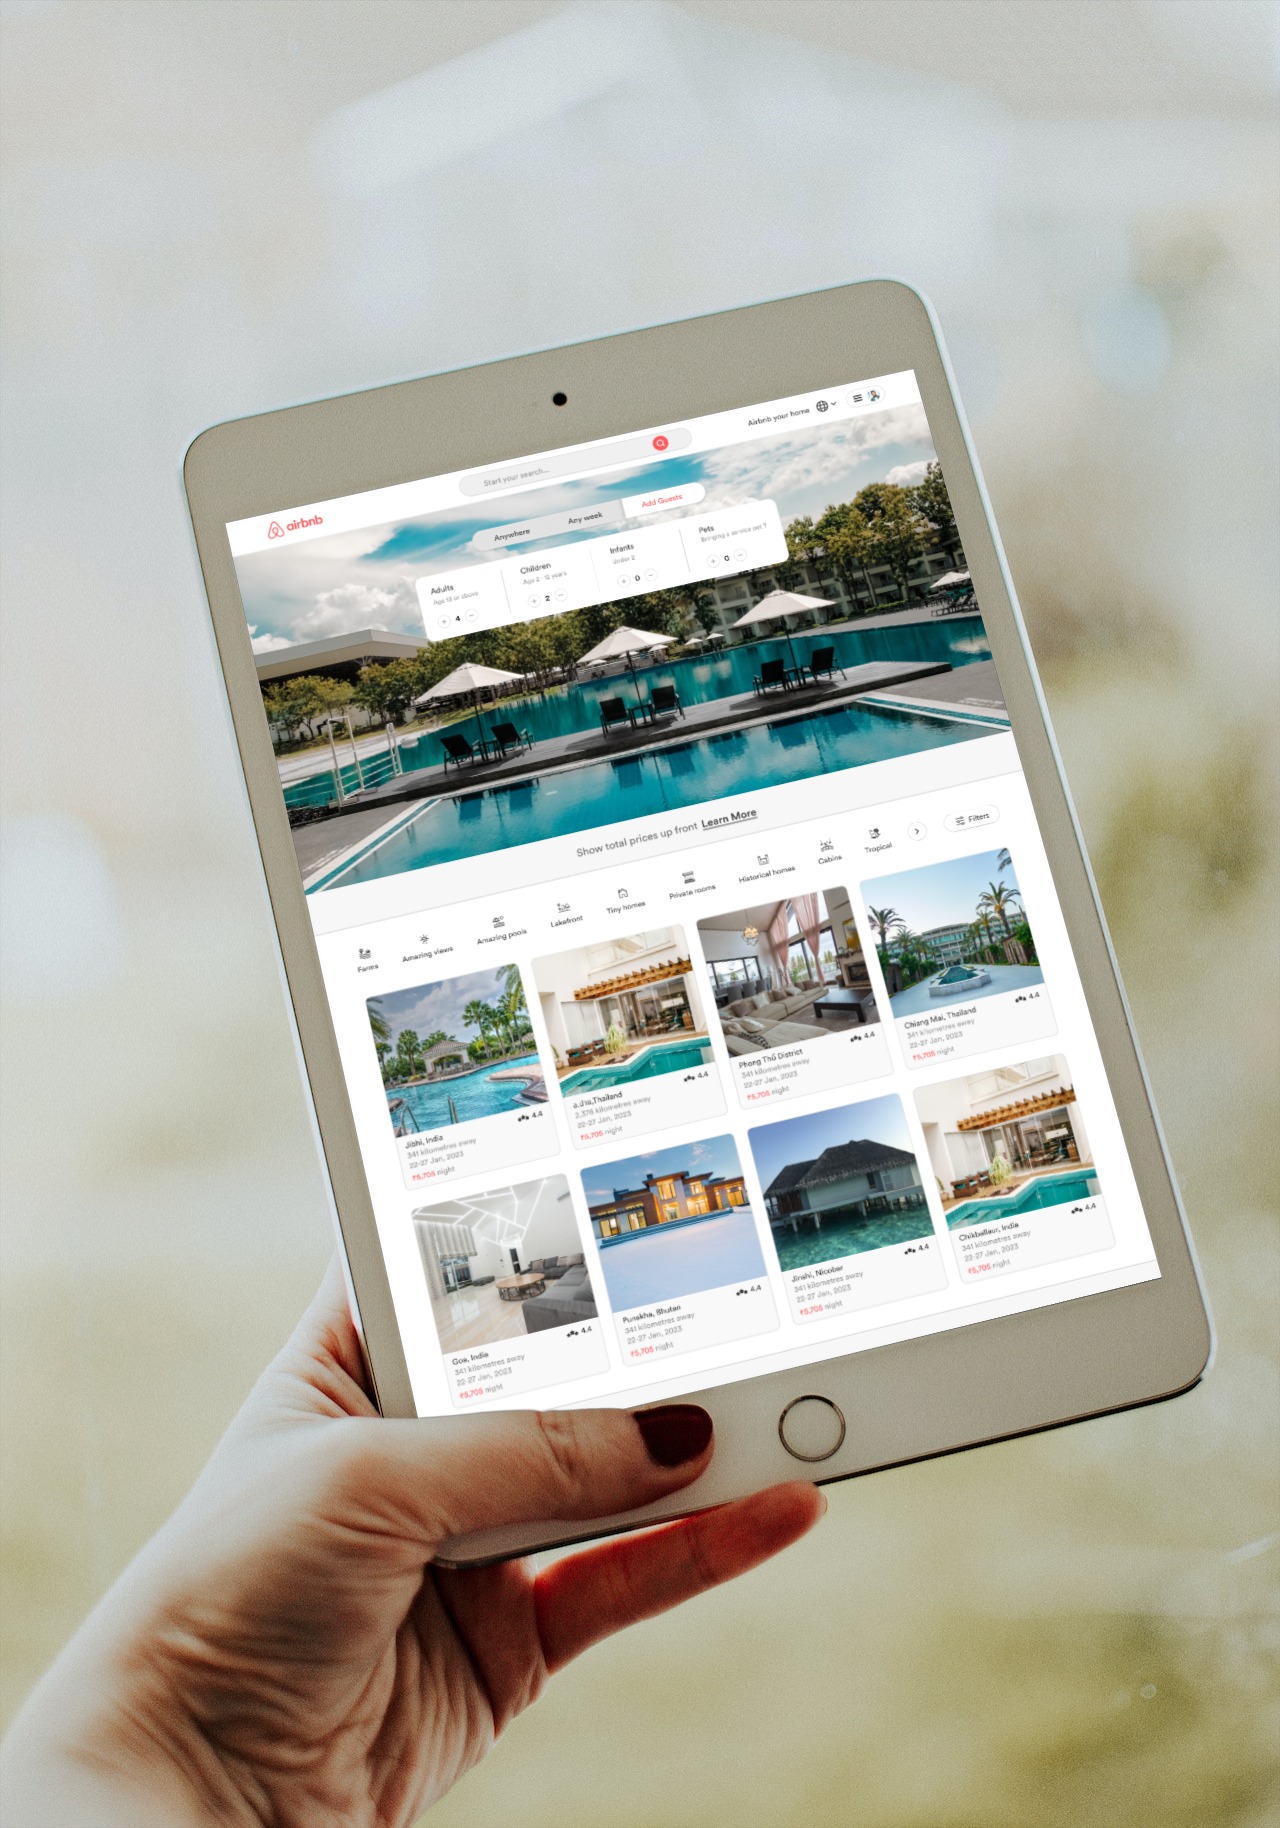 airbnb
Start your search...
Airbnb your home
Anywhere
Any week
Add Guests
Adults
Age 13 or above
+ 4 −
Children
Age 2 - 12 years
+ 2 −
Infants
Under 2
+ 0 −
Pets
Bringing a service pet ?
+ 0 −
Show total prices up front Learn More
Farms
Amazing views
Amazing pools
Lakefront
Tiny homes
Private rooms
Historical homes
Cabins
Tropical
Filters
4.4
Jibhi, India
341 kilometres away
22-27 Jan, 2023
₹5,705 night
4.4
Thailand
2,376 kilometres away
22-27 Jan, 2023
₹5,705 night
4.4
Phong Thổ District
341 kilometres away
22-27 Jan, 2023
₹5,705 night
4.4
Chiang Mai, Thailand
341 kilometres away
22-27 Jan, 2023
₹5,705 night
4.4
Goa, India
341 kilometres away
22-27 Jan, 2023
₹5,705 night
4.4
Punakha, Bhutan
341 kilometres away
22-27 Jan, 2023
₹5,705 night
4.4
Jinshi, Nicobar
341 kilometres away
22-27 Jan, 2023
₹5,705 night
4.4
Chikballaur, India
341 kilometres away
22-27 Jan, 2023
₹5,705 night